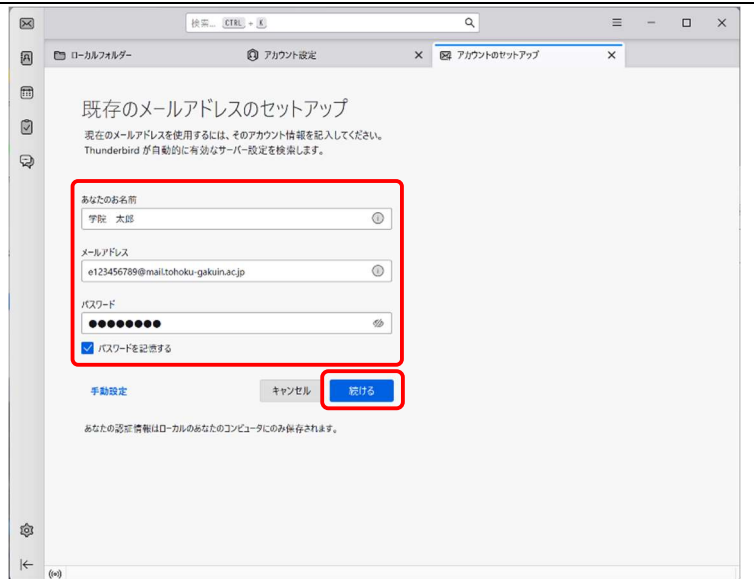 検索... CTRL + K
ローカルフォルダー アカウント設定 アカウントのセットアップ
既存のメールアドレスのセットアップ
現在のメールアドレスを使用するには、そのアカウント情報を記入してください。
Thunderbird が自動的に有効なサーバー設定を検索します。
あなたのお名前
学院　太郎
メールアドレス
e123456789@mail.tohoku-gakuin.ac.jp
パスワード
●●●●●●●●
パスワードを記憶する
手動設定 キャンセル 続ける
あなたの認証情報はローカルのあなたのコンピュータにのみ保存されます。